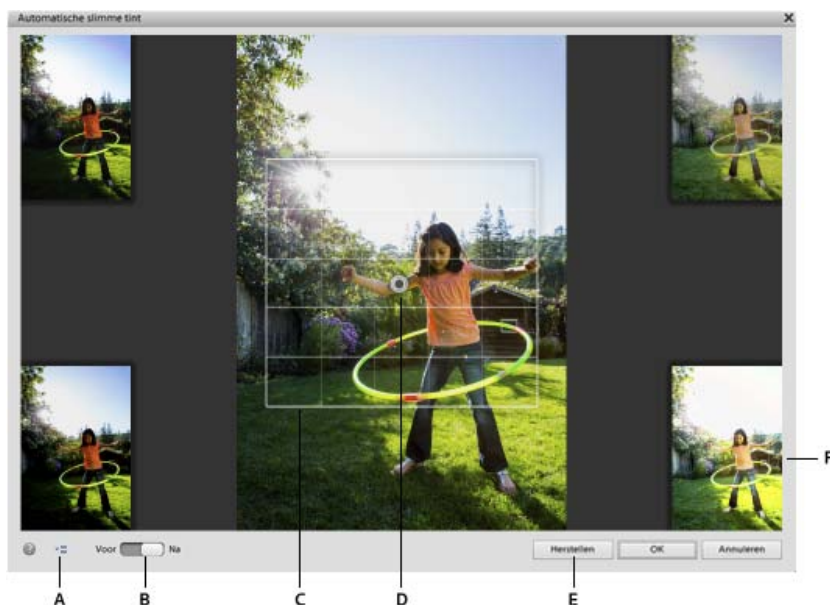 Automatische slimme tint
F
Voor Na
Herstellen OK Annuleren
A B C D E